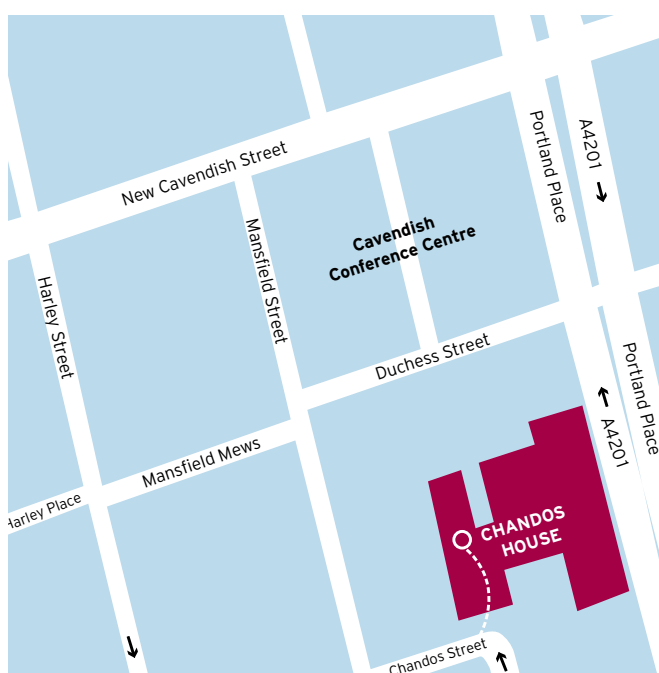 New Cavendish Street
Portland Place
A4201
Cavendish
Conference Centre
Mansfield Street
Harley Street
Duchess Street
Portland Place
A4201
Mansfield Mews
Harley Place
CHANDOS
HOUSE
Chandos Street